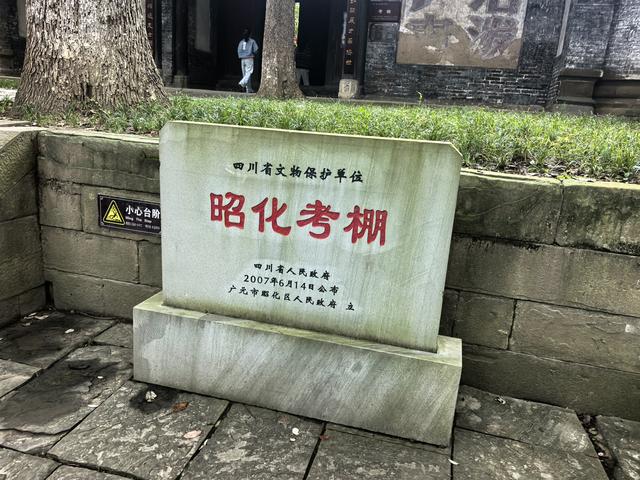 四川省文物保护单位
昭化考棚
四川省人民政府
2007年6月14日公布
广元市昭化区人民政府 立
小心台阶